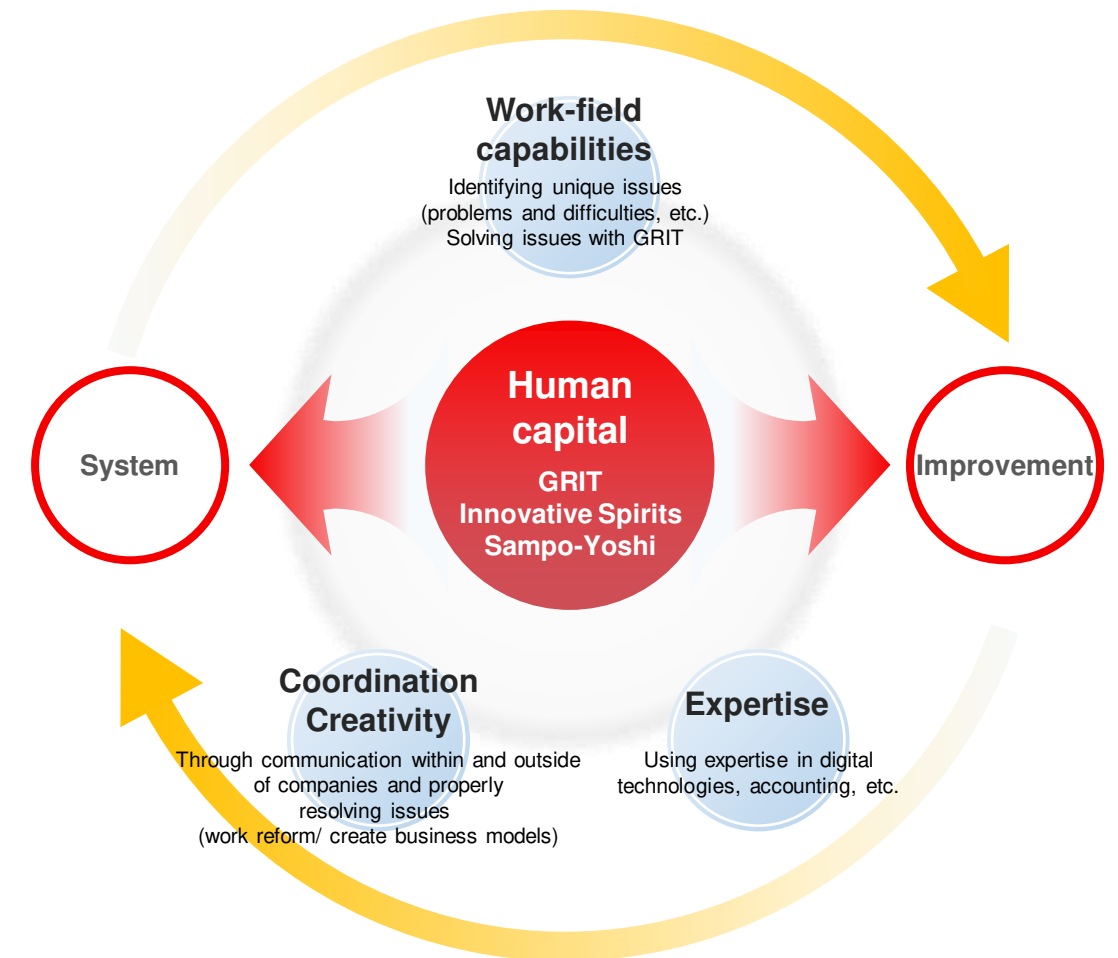 Work-field
capabilities
Identifying unique issues
(problems and difficulties, etc.)
Solving issues with GRIT
Human
capital
GRIT
Innovative Spirits
Sampo-Yoshi
System
Improvement
Coordination
Creativity
Through communication within and outside
of companies and properly
resolving issues
(work reform/ create business models)
Expertise
Using expertise in digital
technologies, accounting, etc.